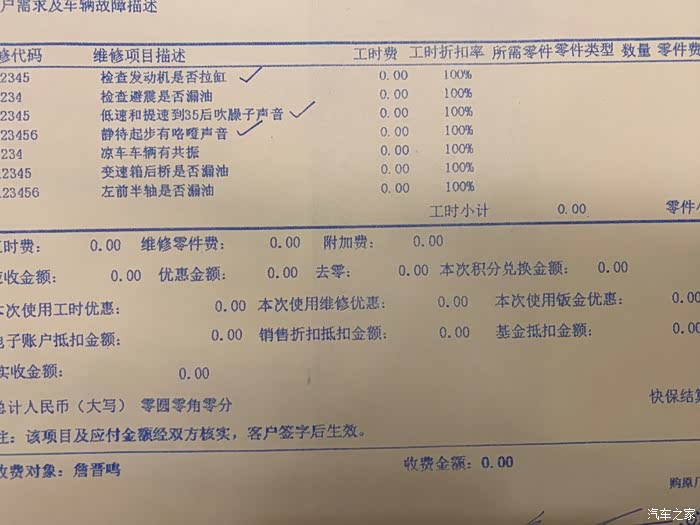 户需求及车辆故障描述
修代码 维修项目描述 工时费 工时折扣率 所需零件 零件类型 数量 零件费
12345 检查发动机是否拉缸 0.00 100%
1234 检查避震是否漏油 0.00 100%
12345 低速和提速到35后吹臊子声音 0.00 100%
123456 静待起步有咯噔声音 0.00 100%
1234 凉车车辆有共振 0.00 100%
12345 变速箱后桥是否漏油 0.00 100%
123456 左前半轴是否漏油 0.00 100%
工时小计 0.00 零件小
工时费: 0.00 维修零件费: 0.00 附加费: 0.00
应收金额: 0.00 优惠金额: 0.00 去零: 0.00 本次积分兑换金额: 0.00
本次使用工时优惠: 0.00 本次使用维修优惠: 0.00 本次使用钣金优惠: 0.00
电子账户抵扣金额: 0.00 销售折扣抵扣金额: 0.00 基金抵扣金额: 0.00
实收金额: 0.00
总计人民币（大写） 零圆零角零分 快保结算
注: 该项目及应付金额经双方核实，客户签字后生效。
收费对象: 詹晋鸣 收费金额: 0.00
购原厂
汽车之家